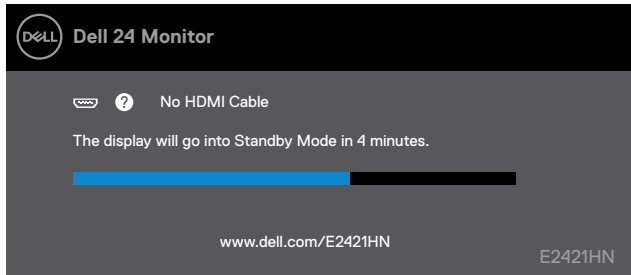 DELL Dell 24 Monitor
? No HDMI Cable
The display will go into Standby Mode in 4 minutes.
www.dell.com/E2421HN
E2421HN